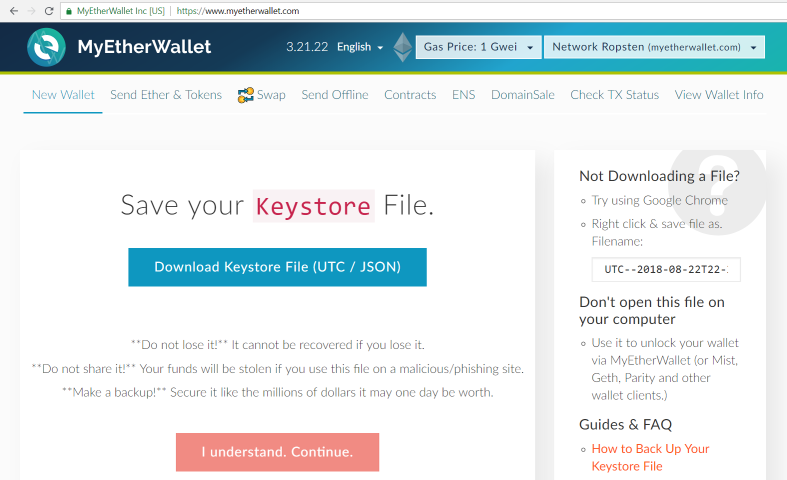 MyEtherWallet Inc [US] | https://www.myetherwallet.com
MyEtherWallet 3.21.22 English Gas Price: 1 Gwei Network Ropsten (myetherwallet.com)
New Wallet Send Ether & Tokens Swap Send Offline Contracts ENS DomainSale Check TX Status View Wallet Info
Save your Keystore File.
Download Keystore File (UTC / JSON)
**Do not lose it!** It cannot be recovered if you lose it.
**Do not share it!** Your funds will be stolen if you use this file on a malicious/phishing site.
**Make a backup!** Secure it like the millions of dollars it may one day be worth.
I understand. Continue.
Not Downloading a File?
Try using Google Chrome
Right click & save file as.
Filename:
UTC--2018-08-22T22-
Don't open this file on
your computer
Use it to unlock your wallet
via MyEtherWallet (or Mist,
Geth, Parity and other
wallet clients.)
Guides & FAQ
How to Back Up Your
Keystore File